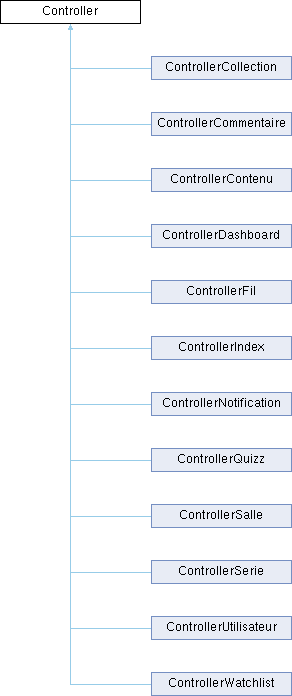 Controller
ControllerCollection
ControllerCommentaire
ControllerContenu
ControllerDashboard
ControllerFil
ControllerIndex
ControllerNotification
ControllerQuizz
ControllerSalle
ControllerSerie
ControllerUtilisateur
ControllerWatchlist